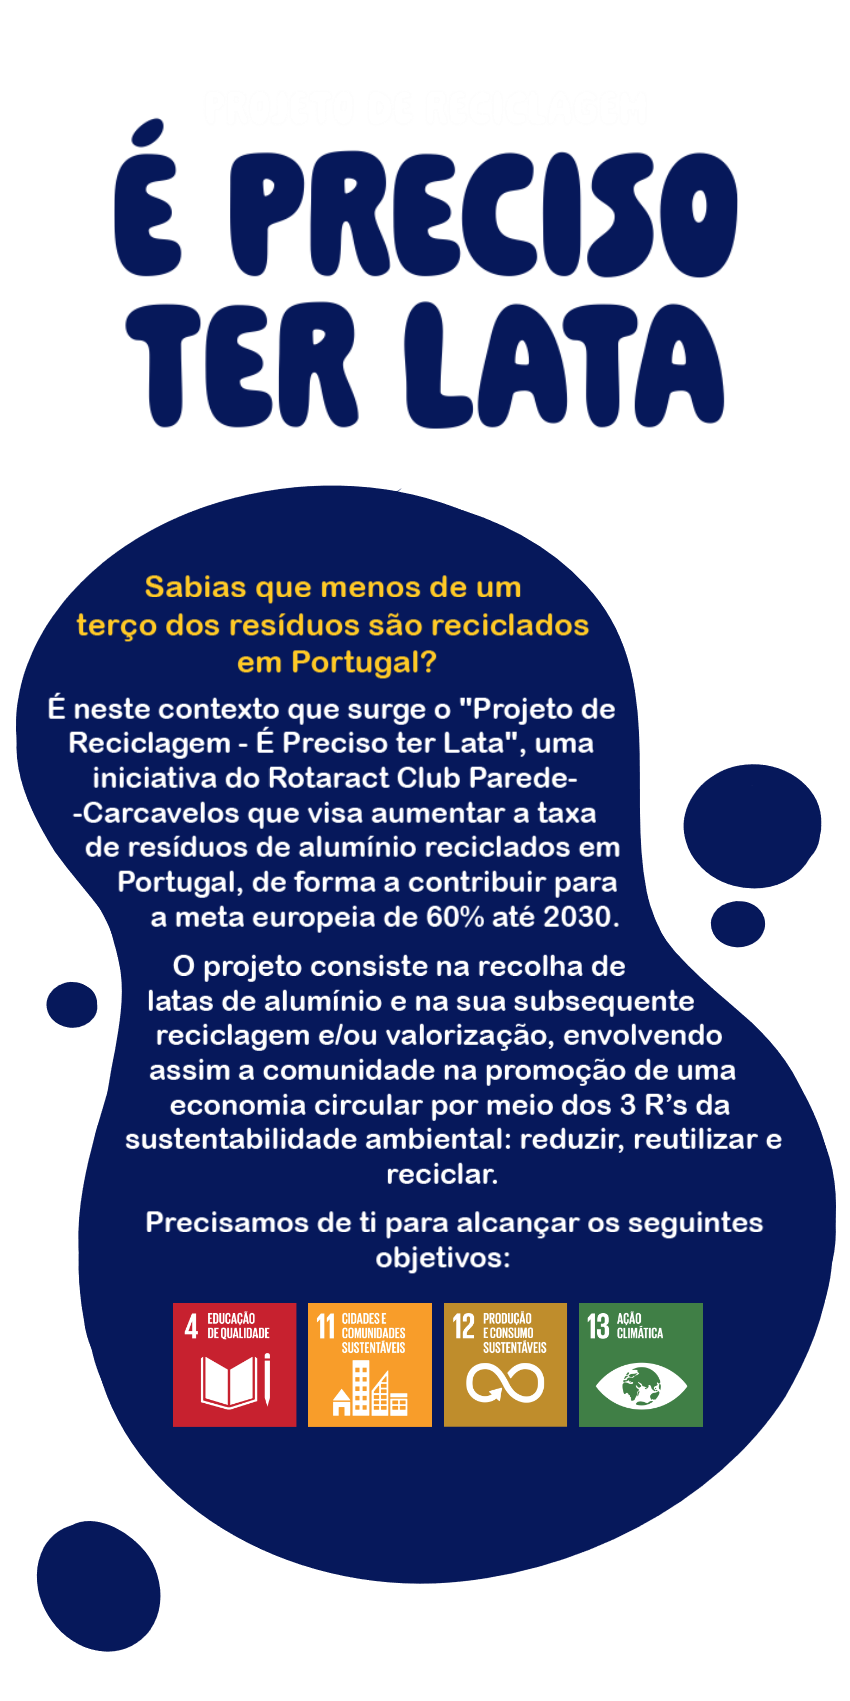 É PRECISO
TER LATA
Sabias que menos de um
terço dos resíduos são reciclados
em Portugal?
É neste contexto que surge o "Projeto de
Reciclagem - É Preciso ter Lata", uma
iniciativa do Rotaract Club Parede-
-Carcavelos que visa aumentar a taxa
de resíduos de alumínio reciclados em
Portugal, de forma a contribuir para
a meta europeia de 60% até 2030.
O projeto consiste na recolha de
latas de alumínio e na sua subsequente
reciclagem e/ou valorização, envolvendo
assim a comunidade na promoção de uma
economia circular por meio dos 3 R’s da
sustentabilidade ambiental: reduzir, reutilizar e
reciclar.
Precisamos de ti para alcançar os seguintes
objetivos:
4 EDUCAÇÃO
DE QUALIDADE
11 CIDADES E
COMUNIDADES
SUSTENTÁVEIS
12 PRODUÇÃO
E CONSUMO
SUSTENTÁVEIS
13 AÇÃO
CLIMÁTICA